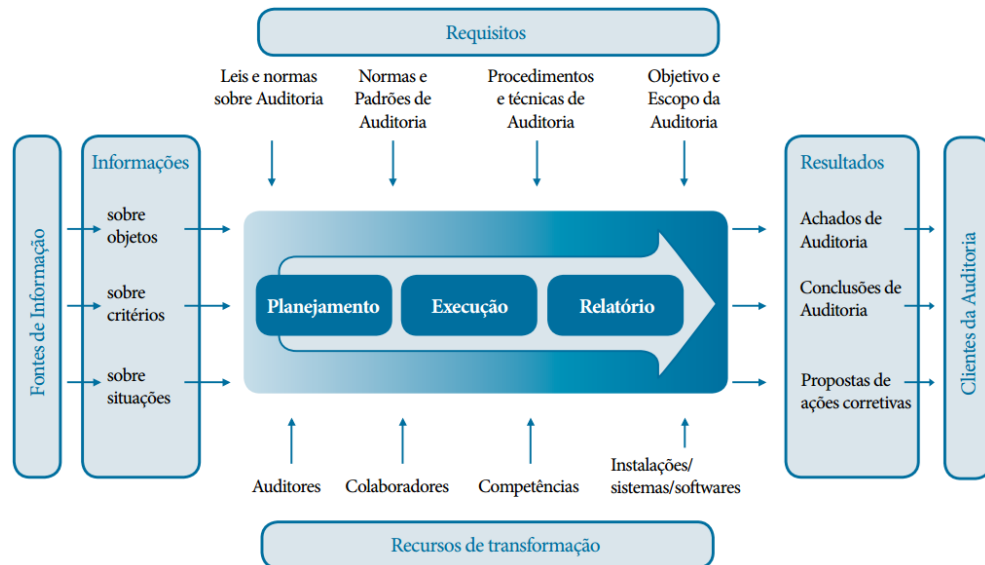 Requisitos
Leis e normas
sobre Auditoria
Normas e
Padrões de
Auditoria
Procedimentos
e técnicas de
Auditoria
Objetivo e
Escopo da
Auditoria
Fontes de Informação
Informações
sobre
objetos
sobre
critérios
sobre
situações
Planejamento
Execução
Relatório
Resultados
Achados de
Auditoria
Conclusões de
Auditoria
Propostas de
ações corretivas
Clientes da Auditoria
Auditores
Colaboradores
Competências
Instalações/
sistemas/softwares
Recursos de transformação